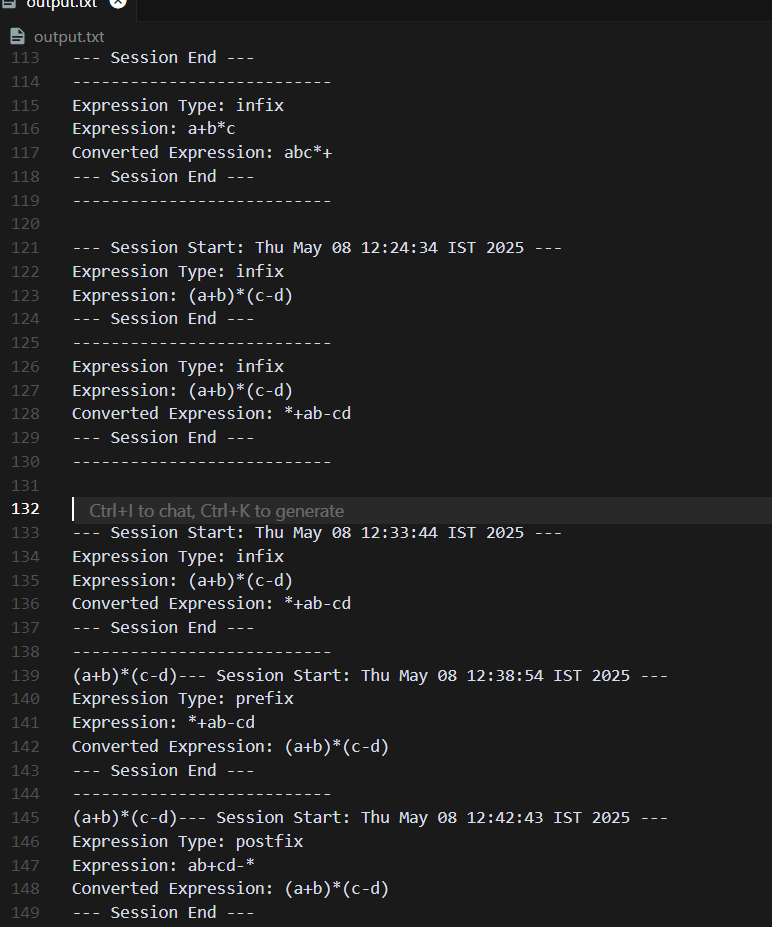 output.txt
output.txt
113 --- Session End ---
114 ---------------------------
115 Expression Type: infix
116 Expression: a+b*c
117 Converted Expression: abc*+
118 --- Session End ---
119 ---------------------------
120
121 --- Session Start: Thu May 08 12:24:34 IST 2025 ---
122 Expression Type: infix
123 Expression: (a+b)*(c-d)
124 --- Session End ---
125 ---------------------------
126 Expression Type: infix
127 Expression: (a+b)*(c-d)
128 Converted Expression: *+ab-cd
129 --- Session End ---
130 ---------------------------
131
132 Ctrl+I to chat, Ctrl+K to generate
133 --- Session Start: Thu May 08 12:33:44 IST 2025 ---
134 Expression Type: infix
135 Expression: (a+b)*(c-d)
136 Converted Expression: *+ab-cd
137 --- Session End ---
138 ---------------------------
139 (a+b)*(c-d)--- Session Start: Thu May 08 12:38:54 IST 2025 ---
140 Expression Type: prefix
141 Expression: *+ab-cd
142 Converted Expression: (a+b)*(c-d)
143 --- Session End ---
144 ---------------------------
145 (a+b)*(c-d)--- Session Start: Thu May 08 12:42:43 IST 2025 ---
146 Expression Type: postfix
147 Expression: ab+cd-*
148 Converted Expression: (a+b)*(c-d)
149 --- Session End ---